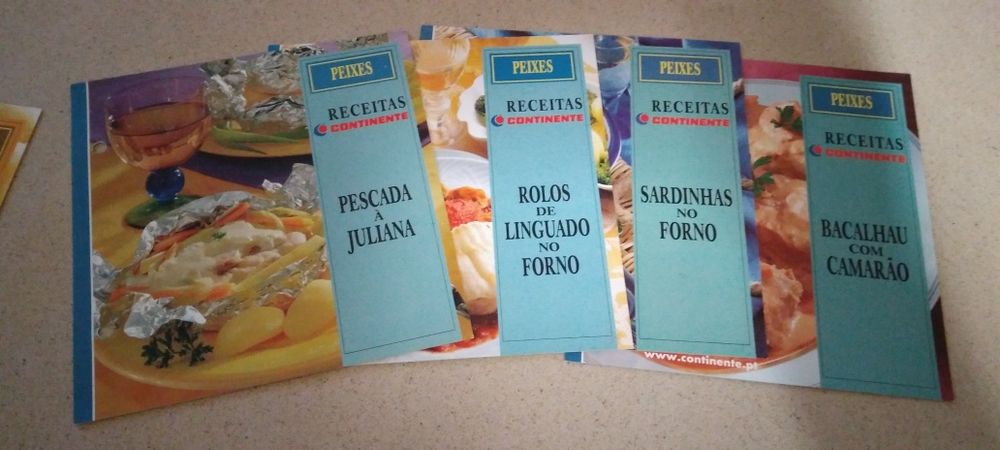 PEIXES
RECEITAS
CONTINENTE
PESCADA
À
JULIANA
PEIXES
RECEITAS
CONTINENTE
ROLOS
DE
LINGUADO
NO
FORNO
PEIXES
RECEITAS
CONTINENTE
SARDINHAS
NO
FORNO
PEIXES
RECEITAS
CONTINENTE
BACALHAU
COM
CAMARÃO
www.continente.pt